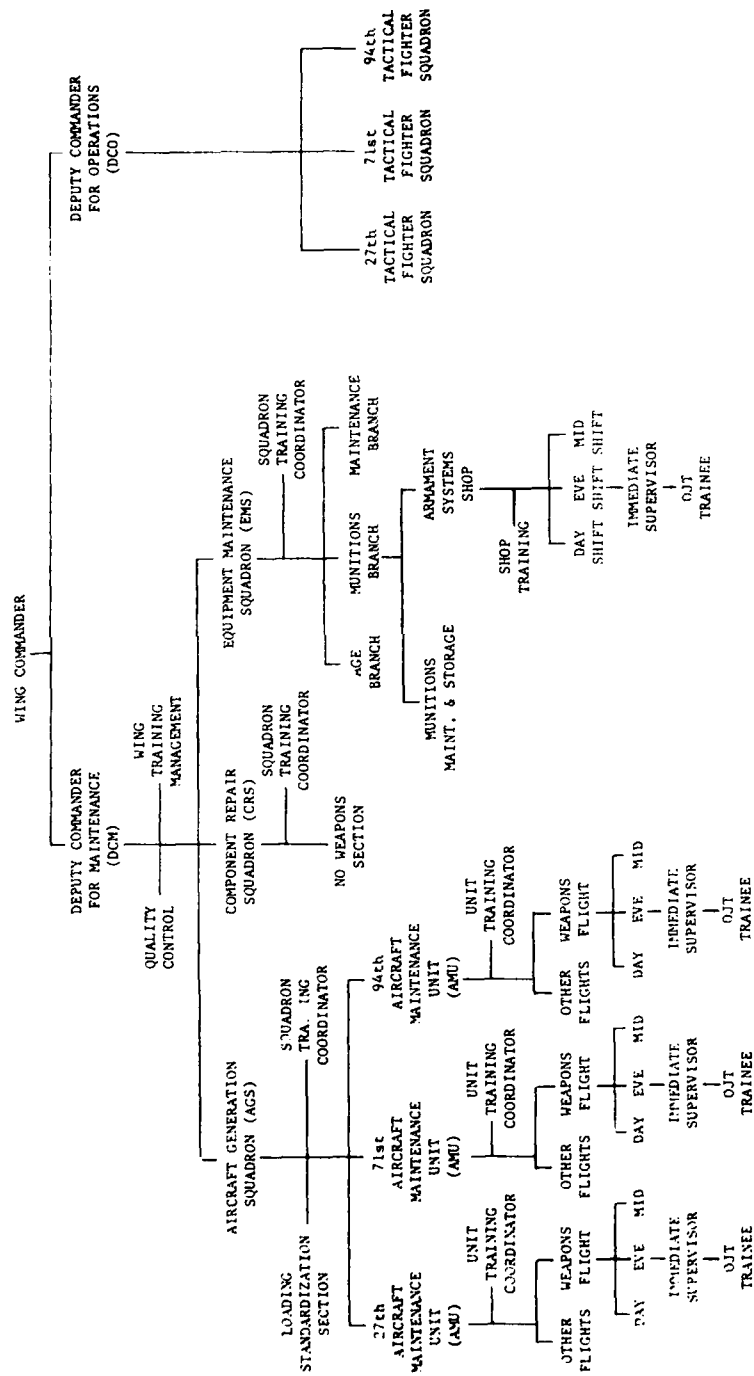 WING COMMANDER
DEPUTY COMMANDER
FOR MAINTENANCE
(DCM)
DEPUTY COMMANDER
FOR OPERATIONS
(DCO)
QUALITY
CONTROL
WING
TRAINING
MANAGEMENT
AIRCRAFT GENERATION
SQUADRON (AGS)
COMPONENT REPAIR
SQUADRON (CRS)
EQUIPMENT MAINTENANCE
SQUADRON (EMS)
27th
TACTICAL
FIGHTER
SQUADRON
71st
TACTICAL
FIGHTER
SQUADRON
94th
TACTICAL
FIGHTER
SQUADRON
LOADING
STANDARDIZATION
SECTION
SQUADRON
TRA. ING
COORDINATOR
SQUADRON
TRAINING
COORDINATOR
SQUADRON
TRAINING
COORDINATOR
NO WEAPONS
SECTION
AGE
BRANCH
MUNITIONS
BRANCH
MAINTENANCE
BRANCH
27th
AIRCRAFT
MAINTENANCE
UNIT
(AMU)
71st
AIRCRAFT
MAINTENANCE
UNIT
(AMU)
94th
AIRCRAFT
MAINTENANCE
UNIT
(AMU)
MUNITIONS
MAINT. & STORAGE
ARMAMENT
SYSTEMS
SHOP
UNIT
TRAINING
COORDINATOR
UNIT
TRAINING
COORDINATOR
UNIT
TRAINING
COORDINATOR
SHOP
TRAINING
OTHER
FLIGHTS
WEAPONS
FLIGHT
OTHER
FLIGHTS
WEAPONS
FLIGHT
OTHER
FLIGHTS
WEAPONS
FLIGHT
DAY EVE MID
SHIFT SHIFT SHIFT
DAY EVE MID
DAY EVE MID
DAY EVE MID
IMMEDIATE
SUPERVISOR
IMMEDIATE
SUPERVISOR
IMMEDIATE
SUPERVISOR
IMMEDIATE
SUPERVISOR
OJT
TRAINEE
OJT
TRAINEE
OJT
TRAINEE
OJT
TRAINEE